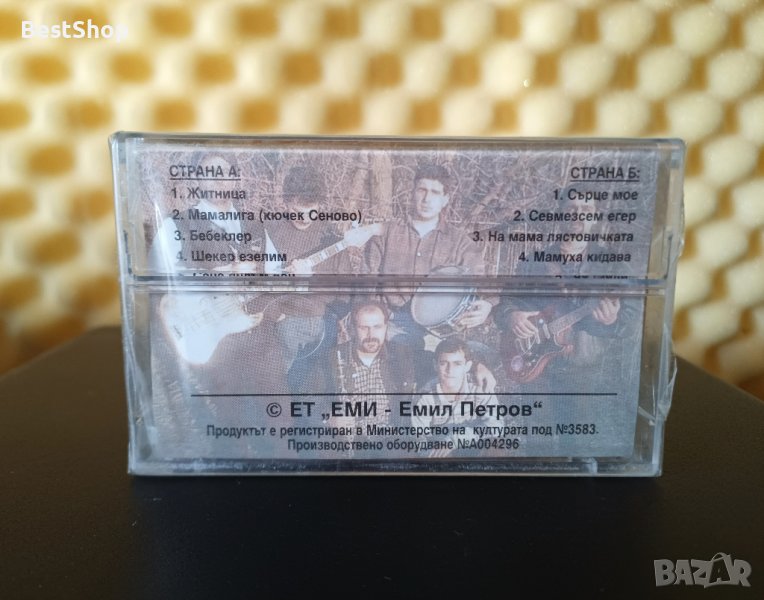 BestShop
СТРАНА А:
1. Житница
2. Мамалига (кючек Сеново)
3. Бебеклер
4. Шекер езелим
СТРАНА Б:
1. Сърце мое
2. Севмезсем егер
3. На мама лястовичката
4. Мамуха кидава
© ЕТ „ЕМИ - Емил Петров“
Продуктът е регистриран в Министерство на културата под №3583.
Производствено оборудване №А004296
BAZAR